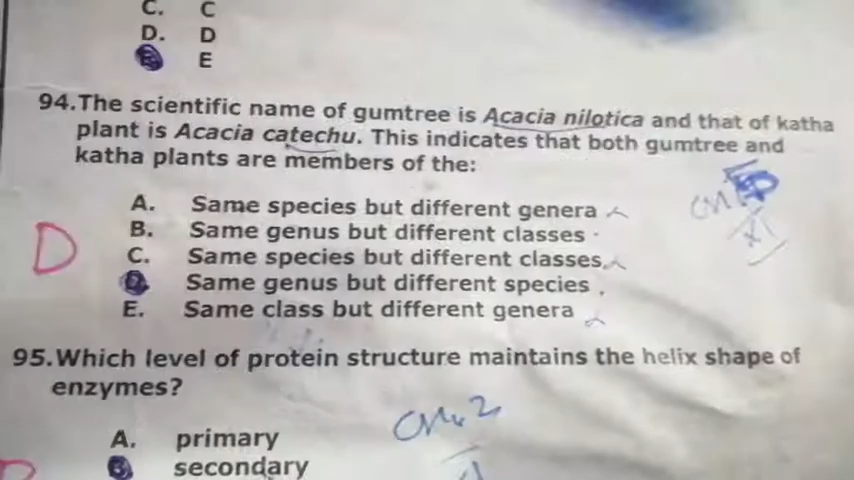 C. C
D. D
E
94.The scientific name of gumtree is Acacia nilotica and that of katha
plant is Acacia catechu. This indicates that both gumtree and
katha plants are members of the:
A. Same species but different genera
B. Same genus but different classes
C. Same species but different classes
D Same genus but different species
E. Same class but different genera
95.Which level of protein structure maintains the helix shape of
enzymes?
A. primary
B secondary